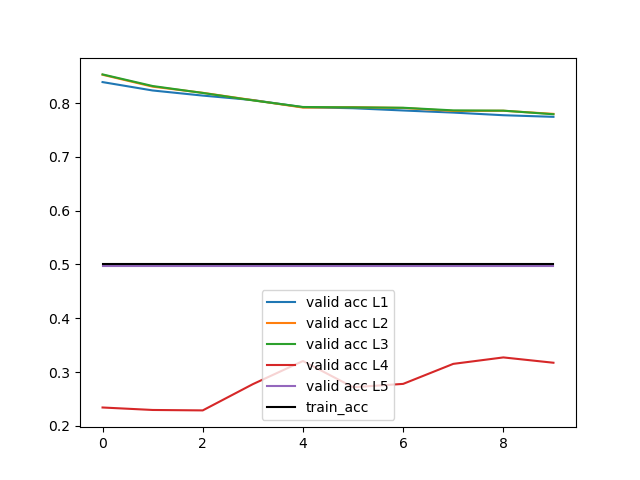 0.8
0.7
0.6
0.5
0.4
0.3
0.2
valid acc L1
valid acc L2
valid acc L3
valid acc L4
valid acc L5
train_acc
0 2 4 6 8